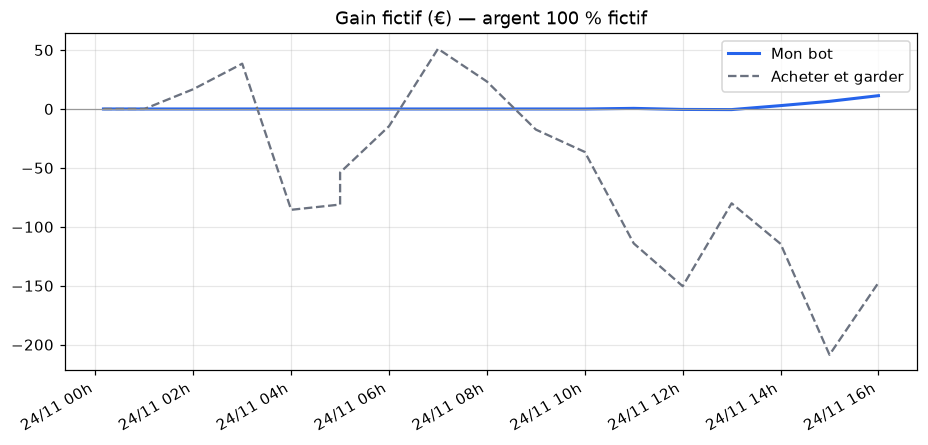 Gain fictif (€) — argent 100 % fictif
Mon bot
Acheter et garder
50
0
−50
−100
−150
−200
24/11 00h
24/11 02h
24/11 04h
24/11 06h
24/11 08h
24/11 10h
24/11 12h
24/11 14h
24/11 16h